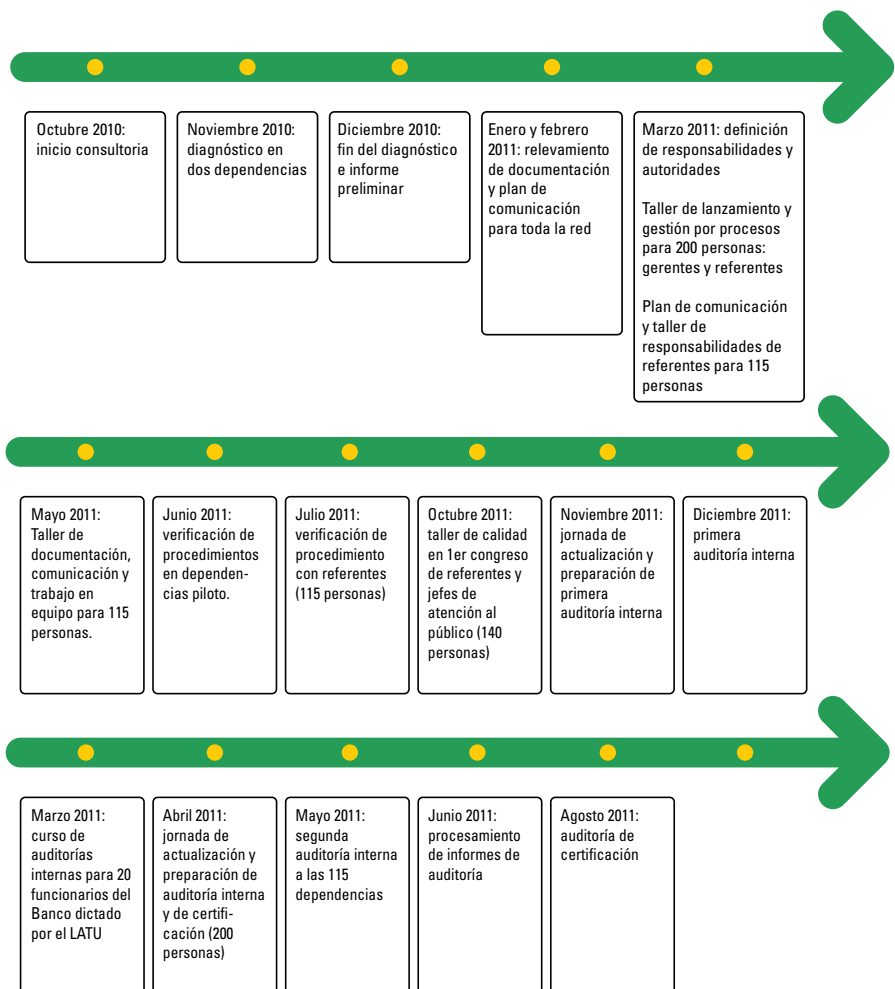 Octubre 2010:
inicio consultoria
Noviembre 2010:
diagnóstico en
dos dependencias
Diciembre 2010:
fin del diagnóstico
e informe
preliminar
Enero y febrero
2011: relevamiento
de documentación
y plan de
comunicación
para toda la red
Marzo 2011: definición
de responsabilidades y
autoridades
Taller de lanzamiento y
gestión por procesos
para 200 personas:
gerentes y referentes
Plan de comunicación
y taller de
responsabilidades de
referentes para 115
personas
Mayo 2011:
Taller de
documentación,
comunicación y
trabajo en
equipo para 115
personas.
Junio 2011:
verificación de
procedimientos
en dependen-
cias piloto.
Julio 2011:
verificación de
procedimiento
con referentes
(115 personas)
Octubre 2011:
taller de calidad
en 1er congreso
de referentes y
jefes de
atención al
público (140
personas)
Noviembre 2011:
jornada de
actualización y
preparación de
primera
auditoría interna
Diciembre 2011:
primera
auditoría interna
Marzo 2011:
curso de
auditorías
internas para 20
funcionarios del
Banco dictado
por el LATU
Abril 2011:
jornada de
actualización y
preparación de
auditoría interna
y de certifi-
cación (200
personas)
Mayo 2011:
segunda
auditoría interna
a las 115
dependencias
Junio 2011:
procesamiento
de informes de
auditoría
Agosto 2011:
auditoría de
certificación